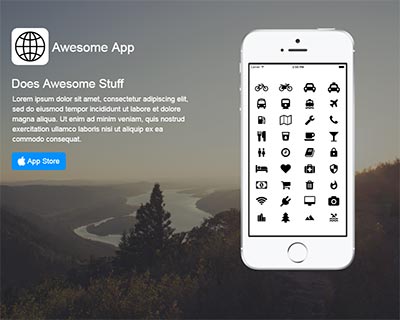 Awesome App
Does Awesome Stuff
Lorem ipsum dolor sit amet, consectetur adipiscing elit,
sed do eiusmod tempor incididunt ut labore et dolore
magna aliqua. Ut enim ad minim veniam, quis nostrud
exercitation ullamco laboris nisi ut aliquip ex ea
commodo consequat.
App Store